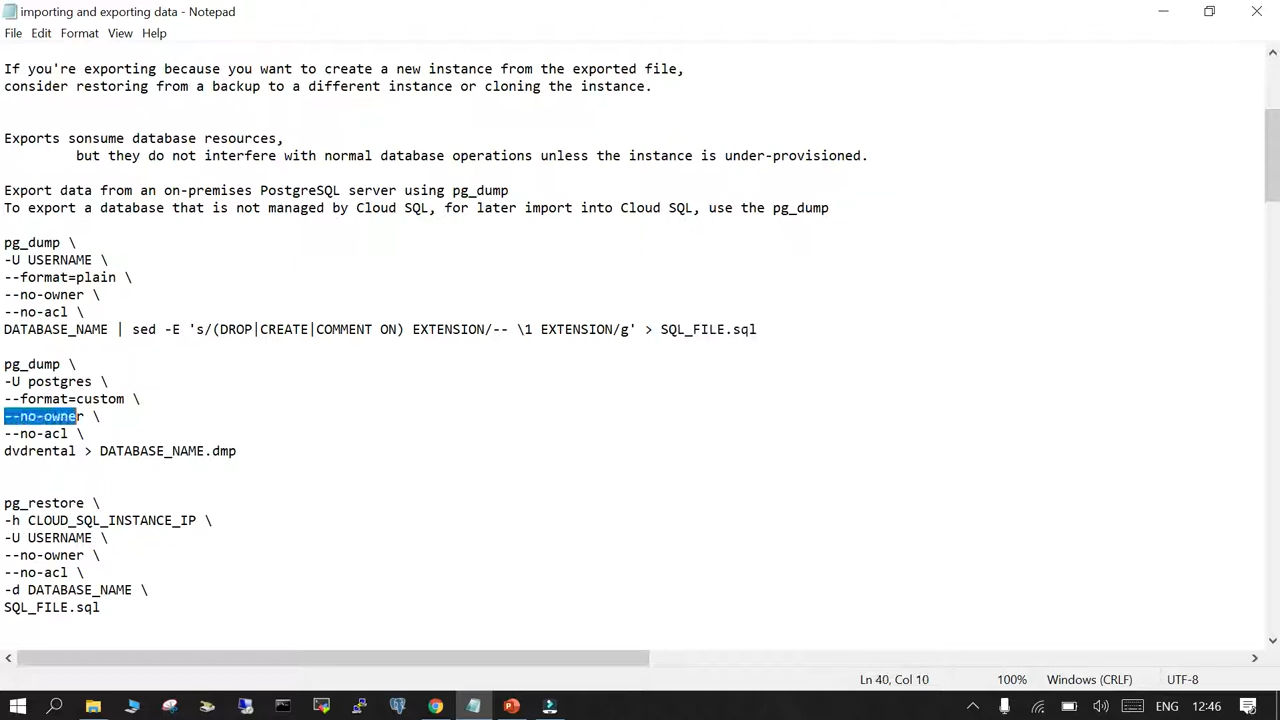 importing and exporting data - Notepad
File Edit Format View Help
If you're exporting because you want to create a new instance from the exported file,
consider restoring from a backup to a different instance or cloning the instance.
Exports sonsume database resources,
but they do not interfere with normal database operations unless the instance is under-provisioned.
Export data from an on-premises PostgreSQL server using pg_dump
To export a database that is not managed by Cloud SQL, for later import into Cloud SQL, use the pg_dump
pg_dump \
-U USERNAME \
--format=plain \
--no-owner \
--no-acl \
DATABASE_NAME | sed -E 's/(DROP|CREATE|COMMENT ON) EXTENSION/-- \1 EXTENSION/g' > SQL_FILE.sql
pg_dump \
-U postgres \
--format=custom \
--no-owner \
--no-acl \
dvdrental > DATABASE_NAME.dmp
pg_restore \
-h CLOUD_SQL_INSTANCE_IP \
-U USERNAME \
--no-owner \
--no-acl \
-d DATABASE_NAME \
SQL_FILE.sql
Ln 40, Col 10 100% Windows (CRLF) UTF-8
ENG 12:46